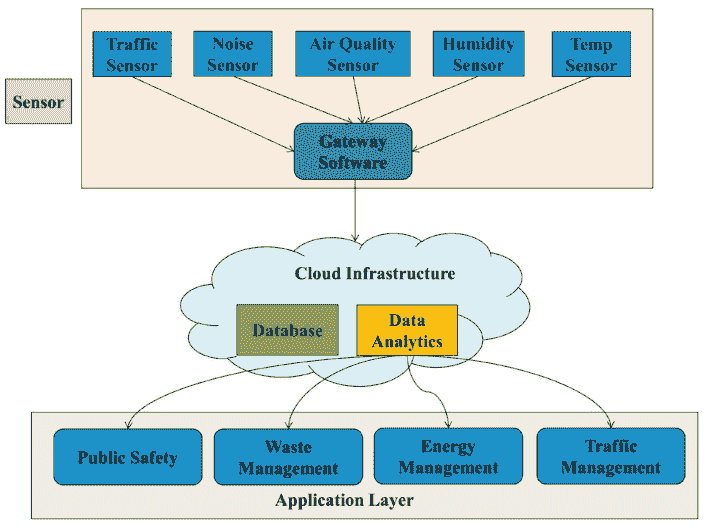 Traffic
Sensor
Noise
Sensor
Air Quality
Sensor
Humidity
Sensor
Temp
Sensor
Sensor
Gateway
Software
Cloud Infrastructure
Database
Data
Analytics
Public Safety
Waste
Management
Energy
Management
Traffic
Management
Application Layer